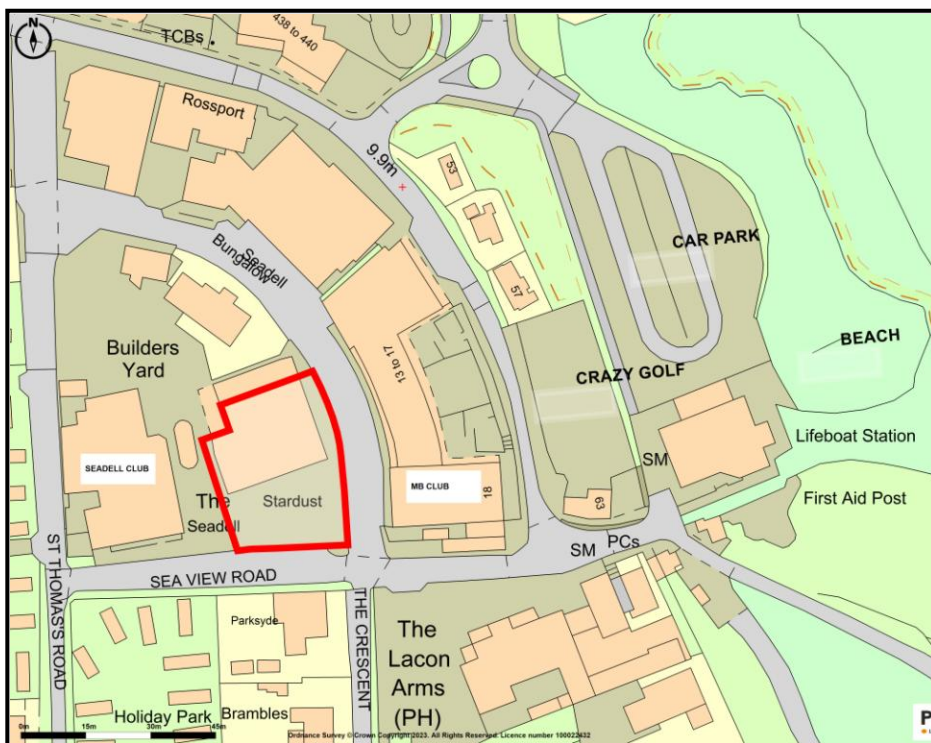 N
TCBs
438 to 440
Rossport
9.9m
53
57
CAR PARK
Seadell
Bungalow
BEACH
Builders
Yard
13 to 17
CRAZY GOLF
Lifeboat Station
SEADELL CLUB
MB CLUB
18
SM
63
First Aid Post
Stardust
The
Seadell
SM
PCs
ST THOMAS'S ROAD
SEA VIEW ROAD
THE CRESCENT
Parksyde
The
Lacon
Arms
(PH)
Holiday Park
Brambles
0m 15m 30m 45m
Ordnance Survey © Crown Copyright 2023. All Rights Reserved. Licence number 100022432
P